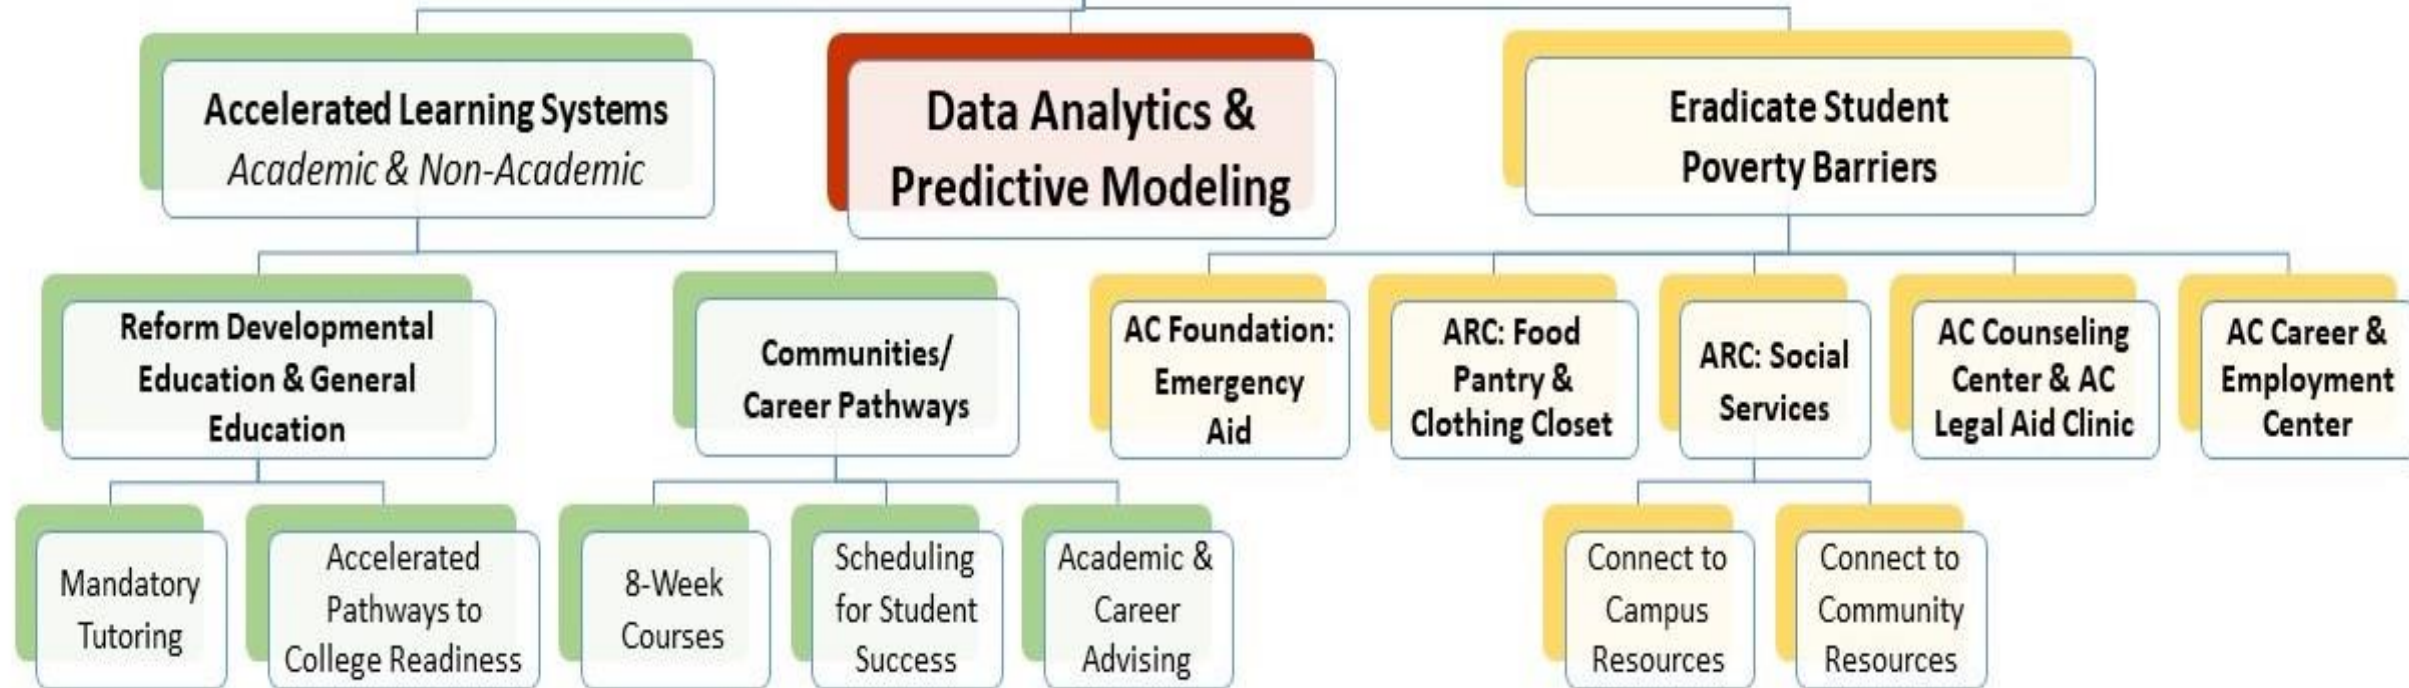 Accelerated Learning Systems
Academic & Non-Academic
Data Analytics &
Predictive Modeling
Eradicate Student
Poverty Barriers
Reform Developmental
Education & General
Education
Communities/
Career Pathways
AC Foundation:
Emergency
Aid
ARC: Food
Pantry &
Clothing Closet
ARC: Social
Services
AC Counseling
Center & AC
Legal Aid Clinic
AC Career &
Employment
Center
Mandatory
Tutoring
Accelerated
Pathways to
College Readiness
8-Week
Courses
Scheduling
for Student
Success
Academic &
Career
Advising
Connect to
Campus
Resources
Connect to
Community
Resources